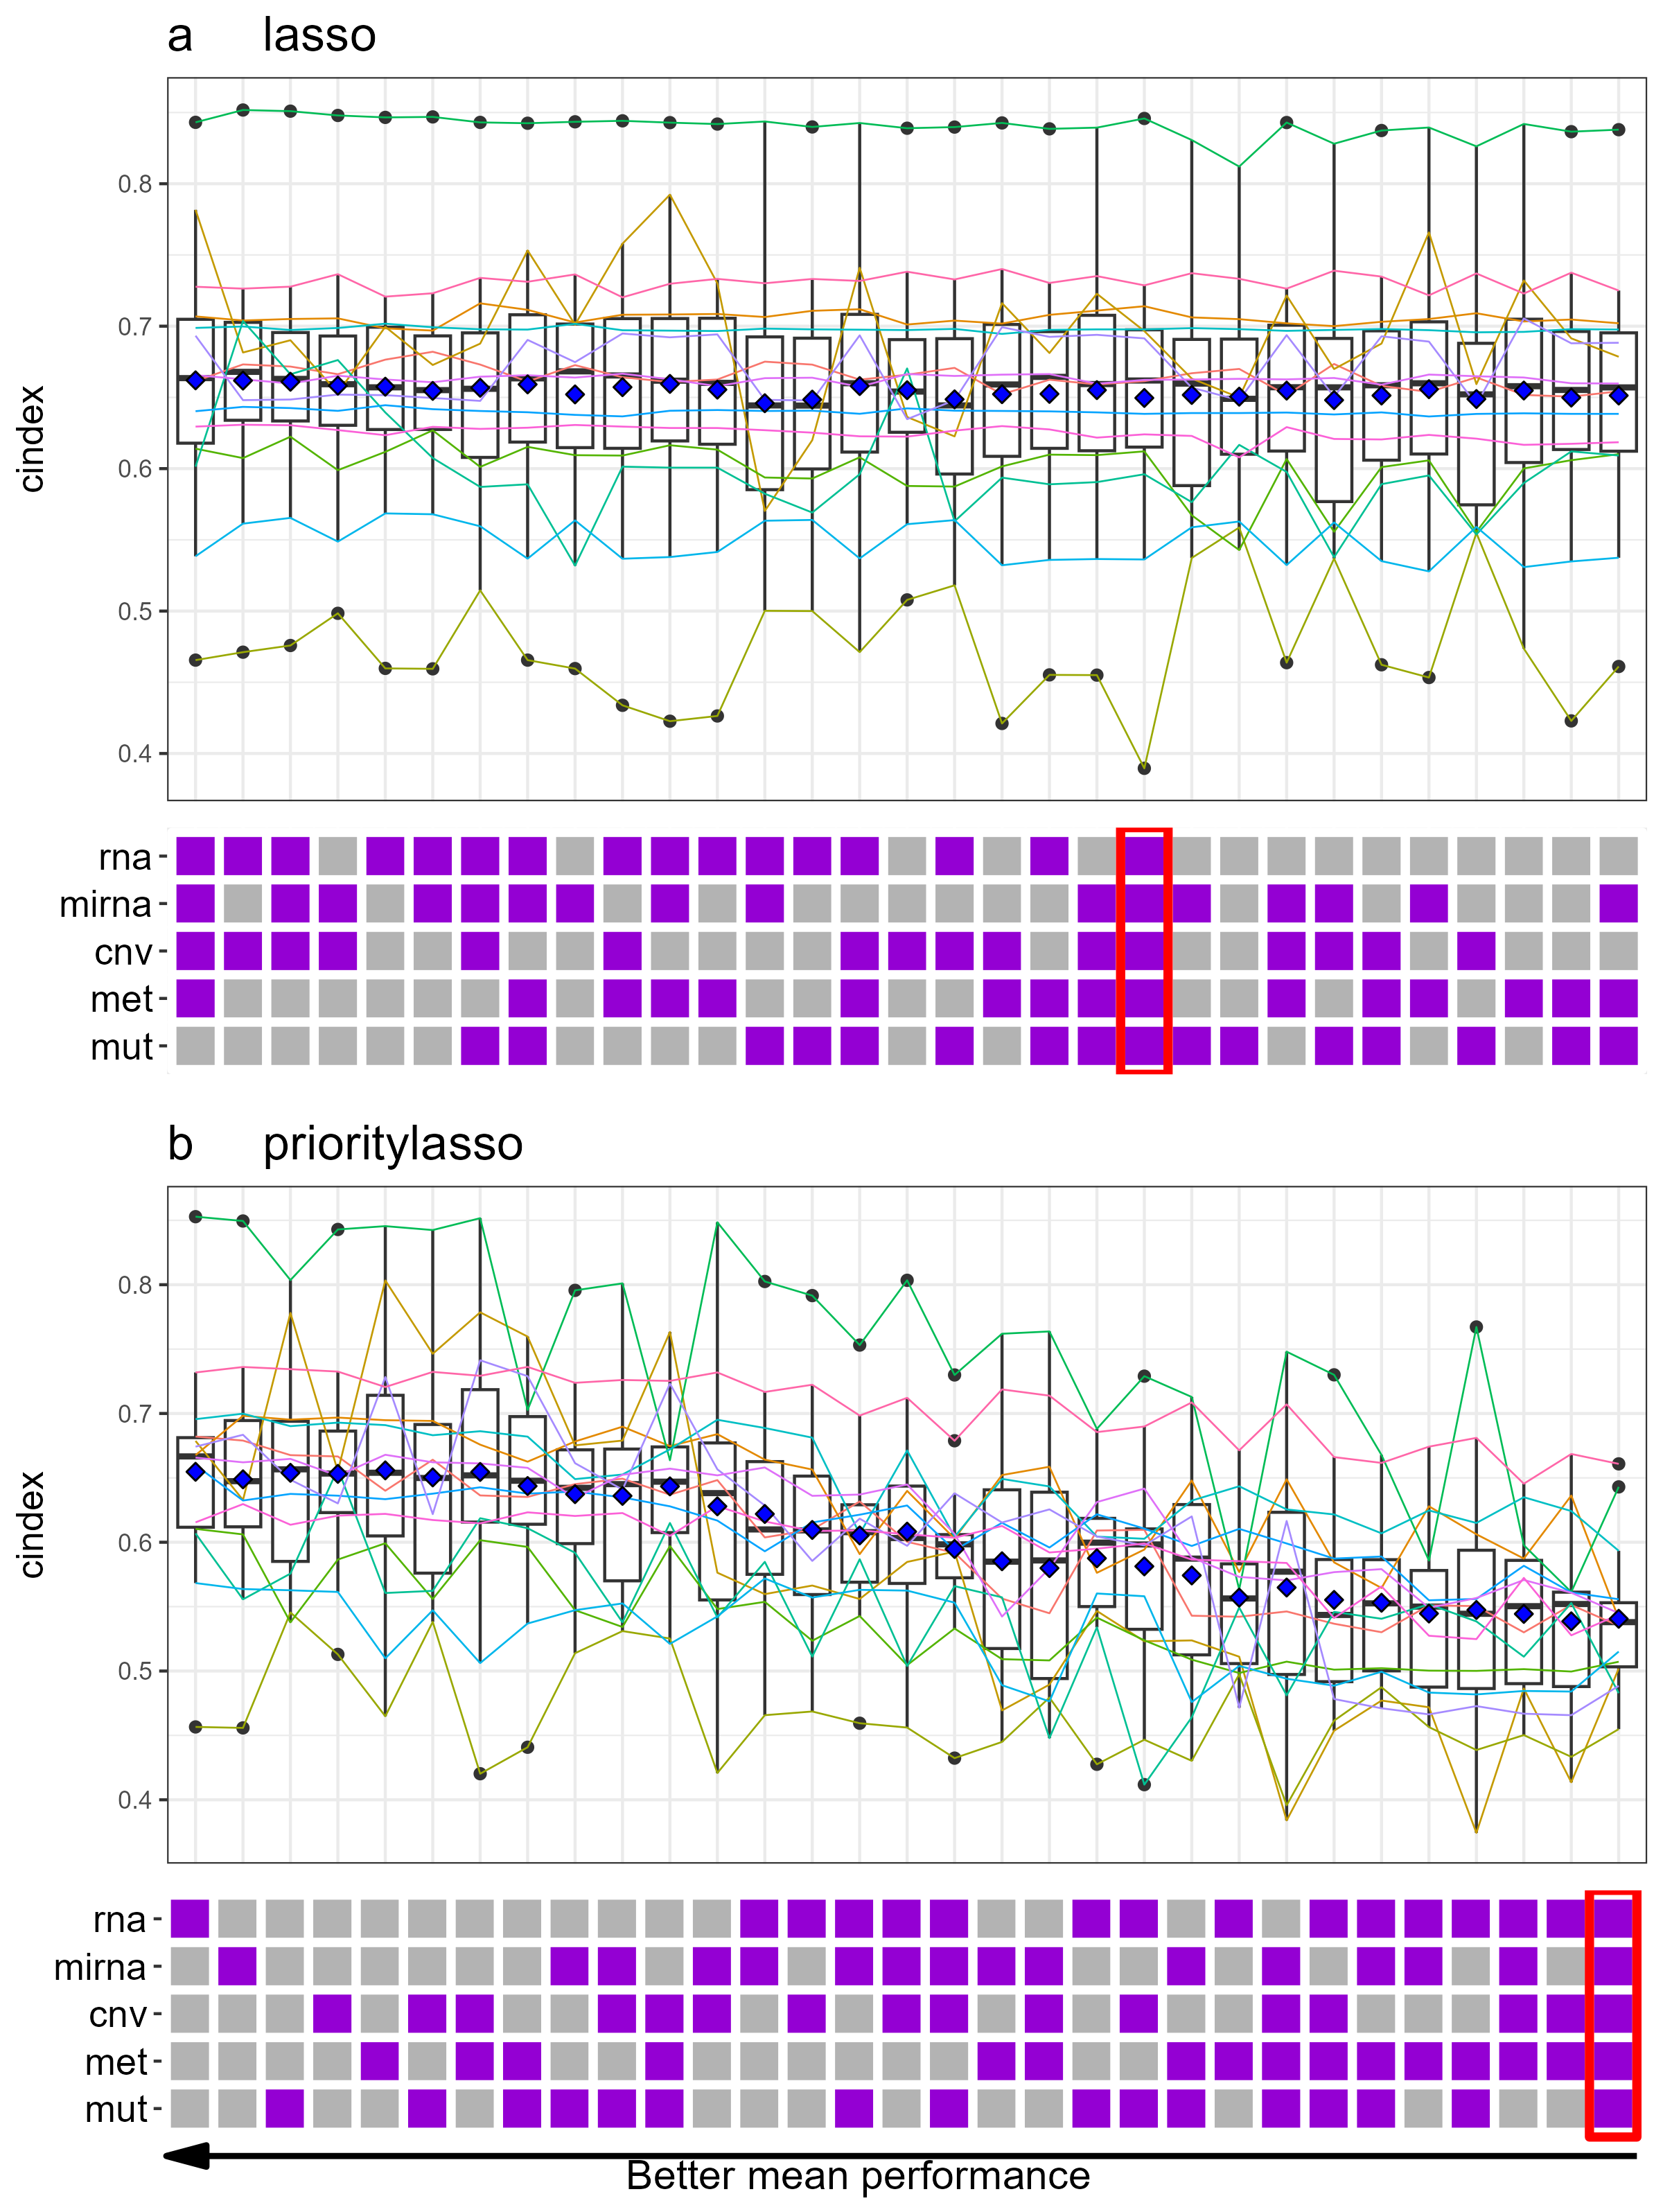 a lasso
cindex
0.8
0.7
0.6
0.5
0.4
rna
mirna
cnv
met
mut
b prioritylasso
cindex
0.8
0.7
0.6
0.5
0.4
rna
mirna
cnv
met
mut
Better mean performance